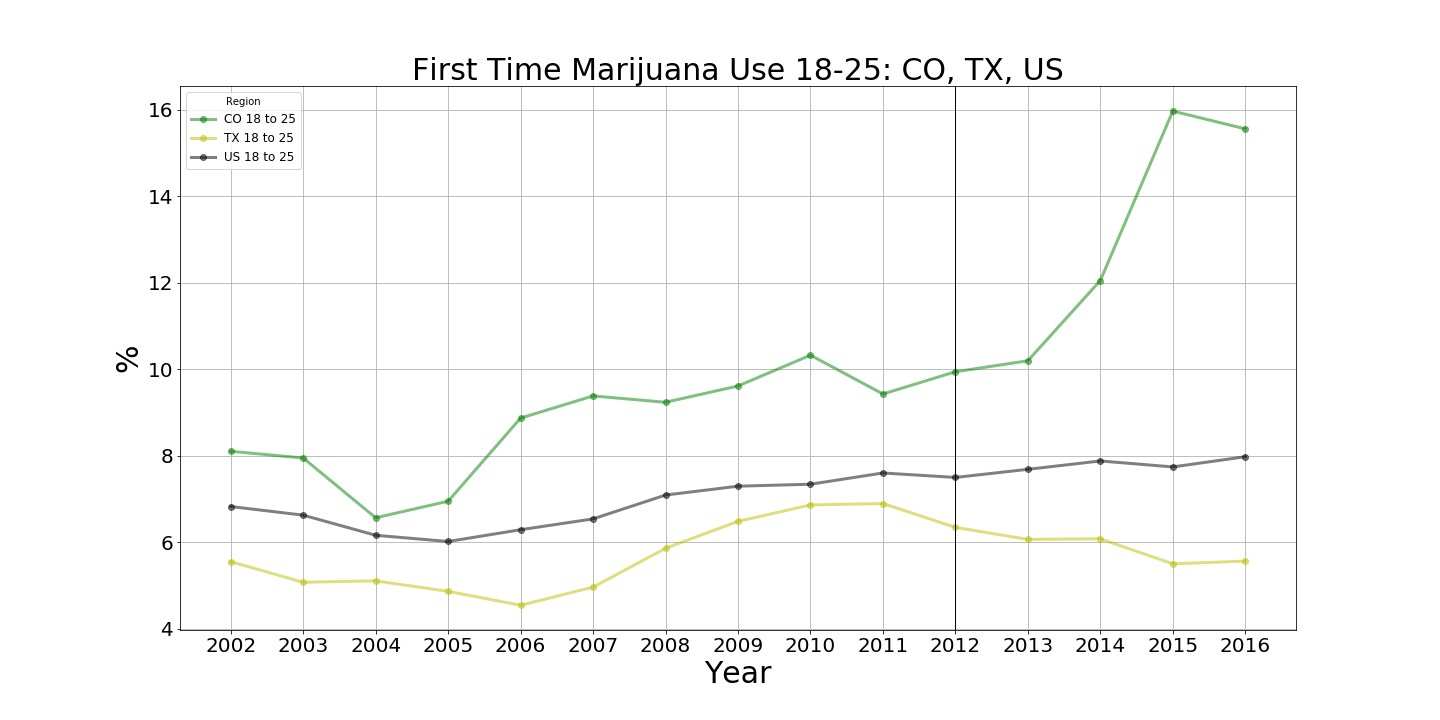 First Time Marijuana Use 18-25: CO, TX, US
Region
CO 18 to 25
TX 18 to 25
US 18 to 25
16
14
12
10
8
6
4
%
2002 2003 2004 2005 2006 2007 2008 2009 2010 2011 2012 2013 2014 2015 2016
Year